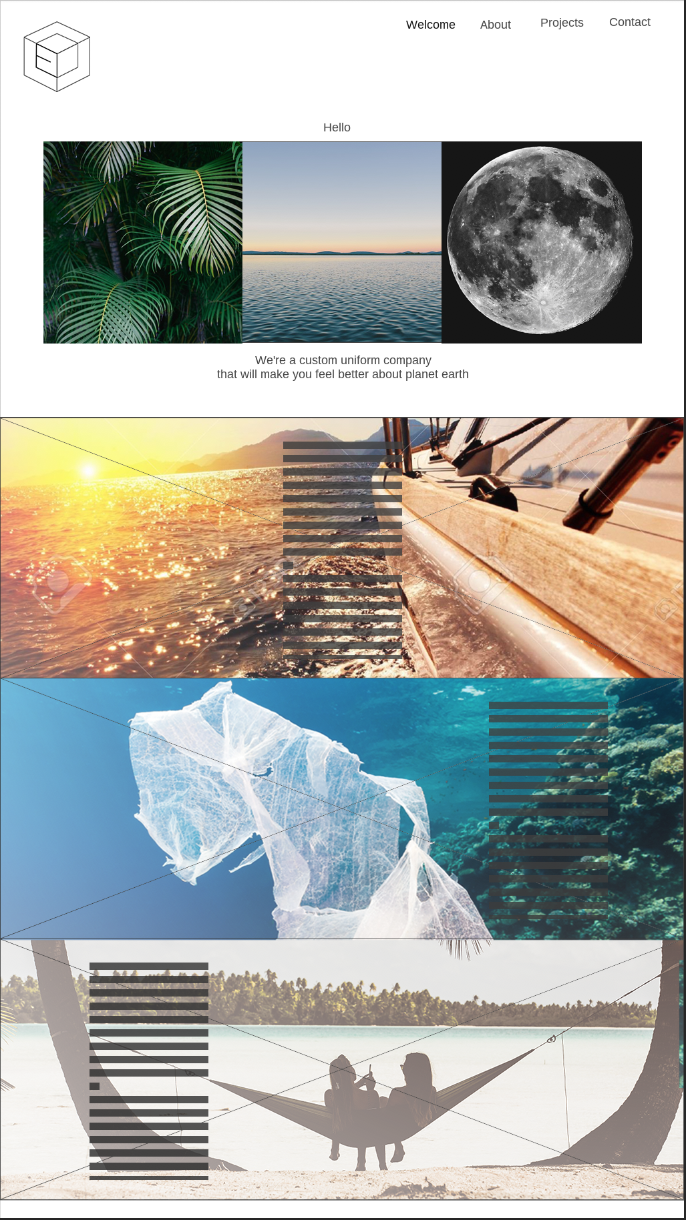 Welcome
About
Projects
Contact
Hello
We're a custom uniform company
that will make you feel better about planet earth